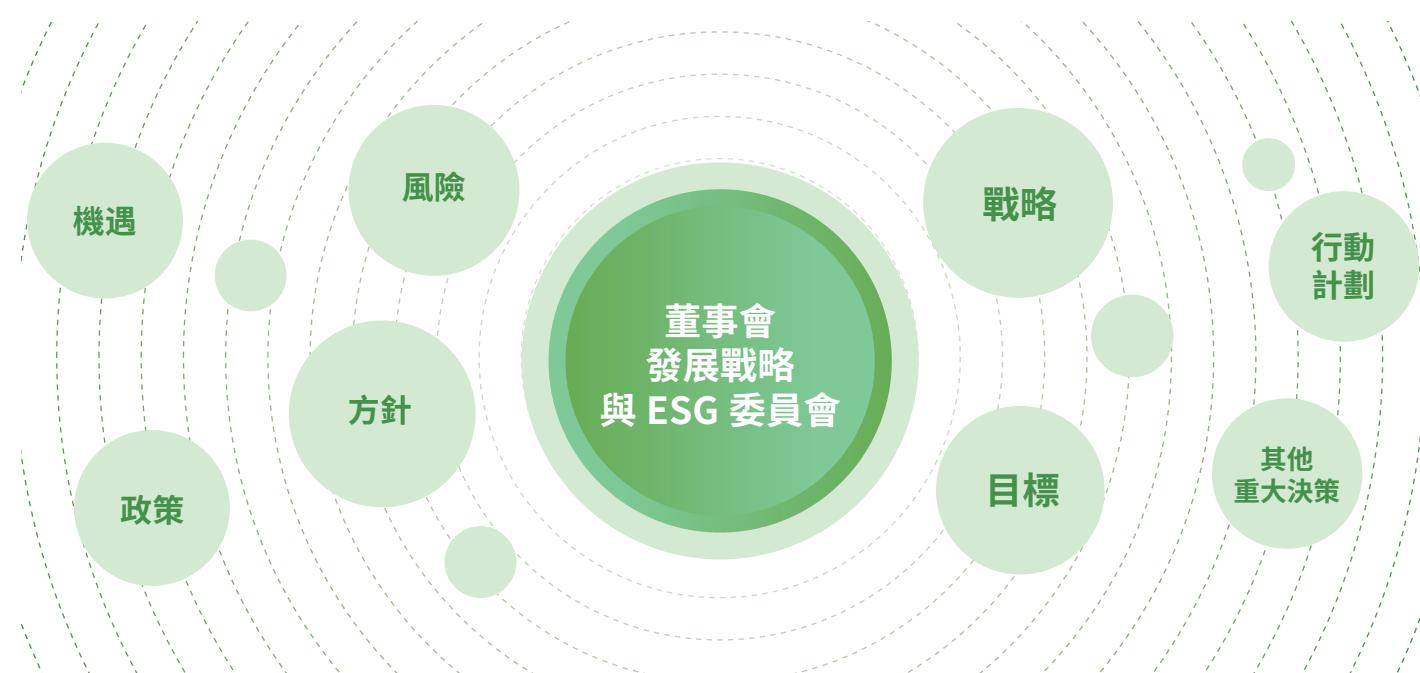 機遇
風險
方針
政策
董事會
發展戰略
與 ESG 委員會
戰略
目標
行動
計劃
其他
重大決策